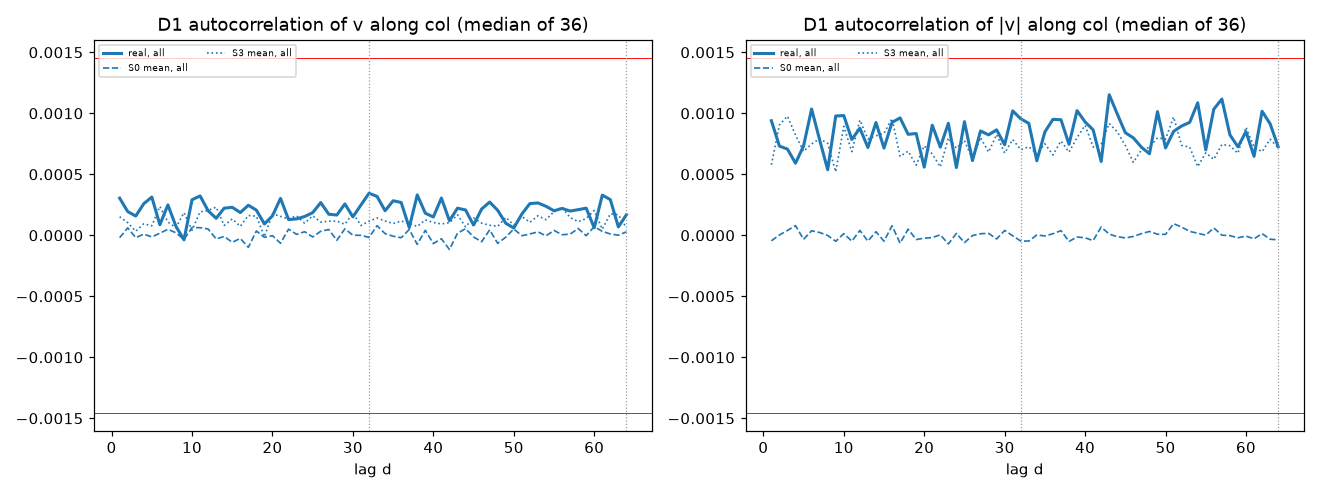 D1 autocorrelation of v along col (median of 36)
real, all
S3 mean, all
S0 mean, all
0.0015
0.0010
0.0005
0.0000
−0.0005
−0.0010
−0.0015
0 10 20 30 40 50 60
lag d
D1 autocorrelation of |v| along col (median of 36)
real, all
S3 mean, all
S0 mean, all
0.0015
0.0010
0.0005
0.0000
−0.0005
−0.0010
−0.0015
0 10 20 30 40 50 60
lag d